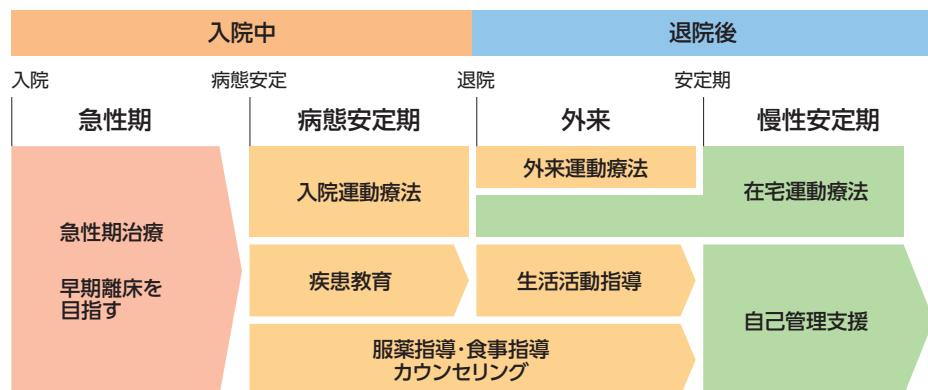 入院中
退院後
入院
病態安定
退院
安定期
急性期
病態安定期
外来
慢性安定期
急性期治療
早期離床を
目指す
入院運動療法
外来運動療法
在宅運動療法
疾患教育
生活活動指導
自己管理支援
服薬指導・食事指導
カウンセリング